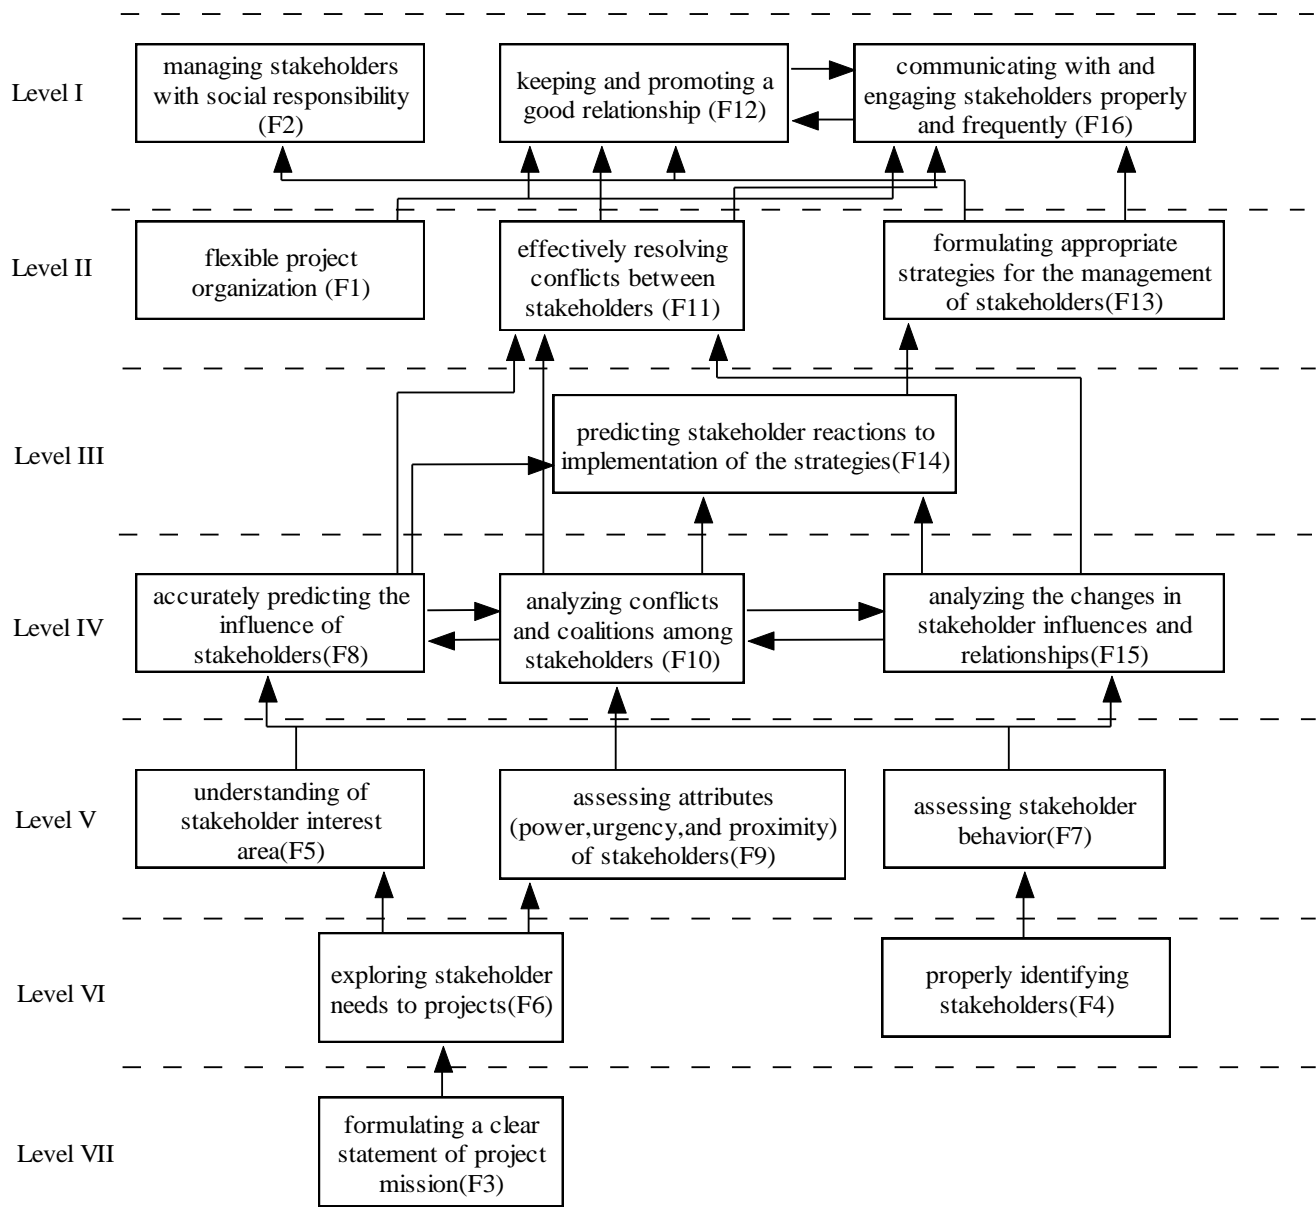 Level I
managing stakeholders
with social responsibility
(F2)
keeping and promoting a
good relationship (F12)
communicating with and
engaging stakeholders properly
and frequently (F16)
Level II
flexible project
organization (F1)
effectively resolving
conflicts between
stakeholders (F11)
formulating appropriate
strategies for the management
of stakeholders(F13)
Level III
predicting stakeholder reactions to
implementation of the strategies(F14)
Level IV
accurately predicting the
influence of
stakeholders(F8)
analyzing conflicts
and coalitions among
stakeholders (F10)
analyzing the changes in
stakeholder influences and
relationships(F15)
Level V
understanding of
stakeholder interest
area(F5)
assessing attributes
(power,urgency,and proximity)
of stakeholders(F9)
assessing stakeholder
behavior(F7)
Level VI
exploring stakeholder
needs to projects(F6)
properly identifying
stakeholders(F4)
Level VII
formulating a clear
statement of project
mission(F3)